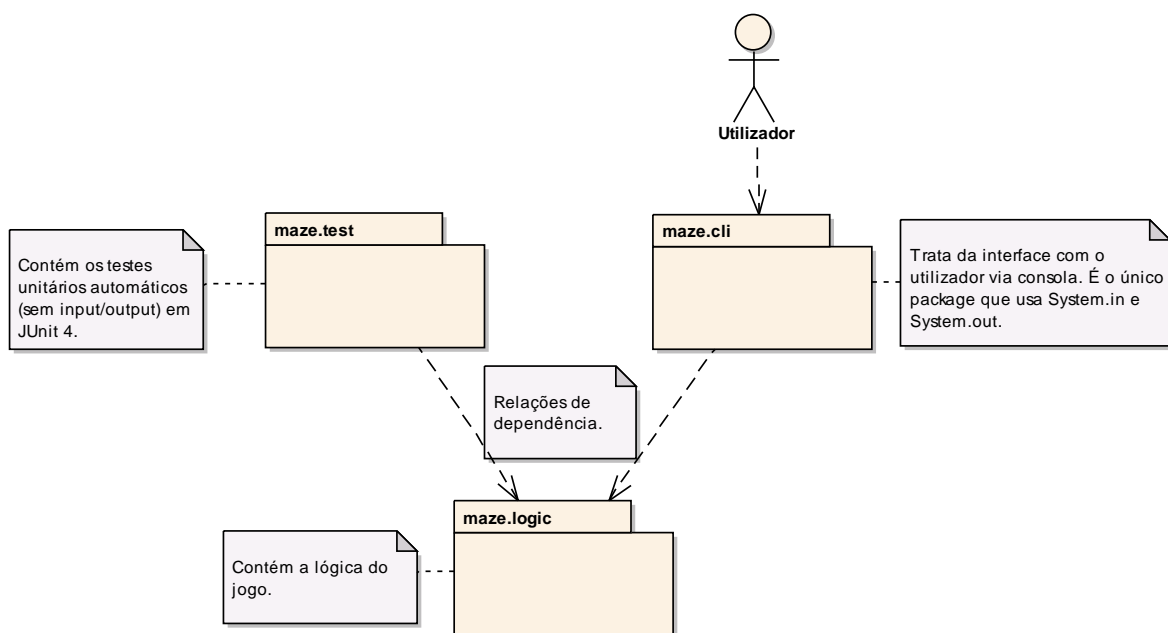 Utilizador
maze.test
maze.cli
Contém os testes
unitários automáticos
(sem input/output) em
JUnit 4.
Trata da interface com o
utilizador via consola. É o único
package que usa System.in e
System.out.
Relações de
dependência.
maze.logic
Contém a lógica do
jogo.